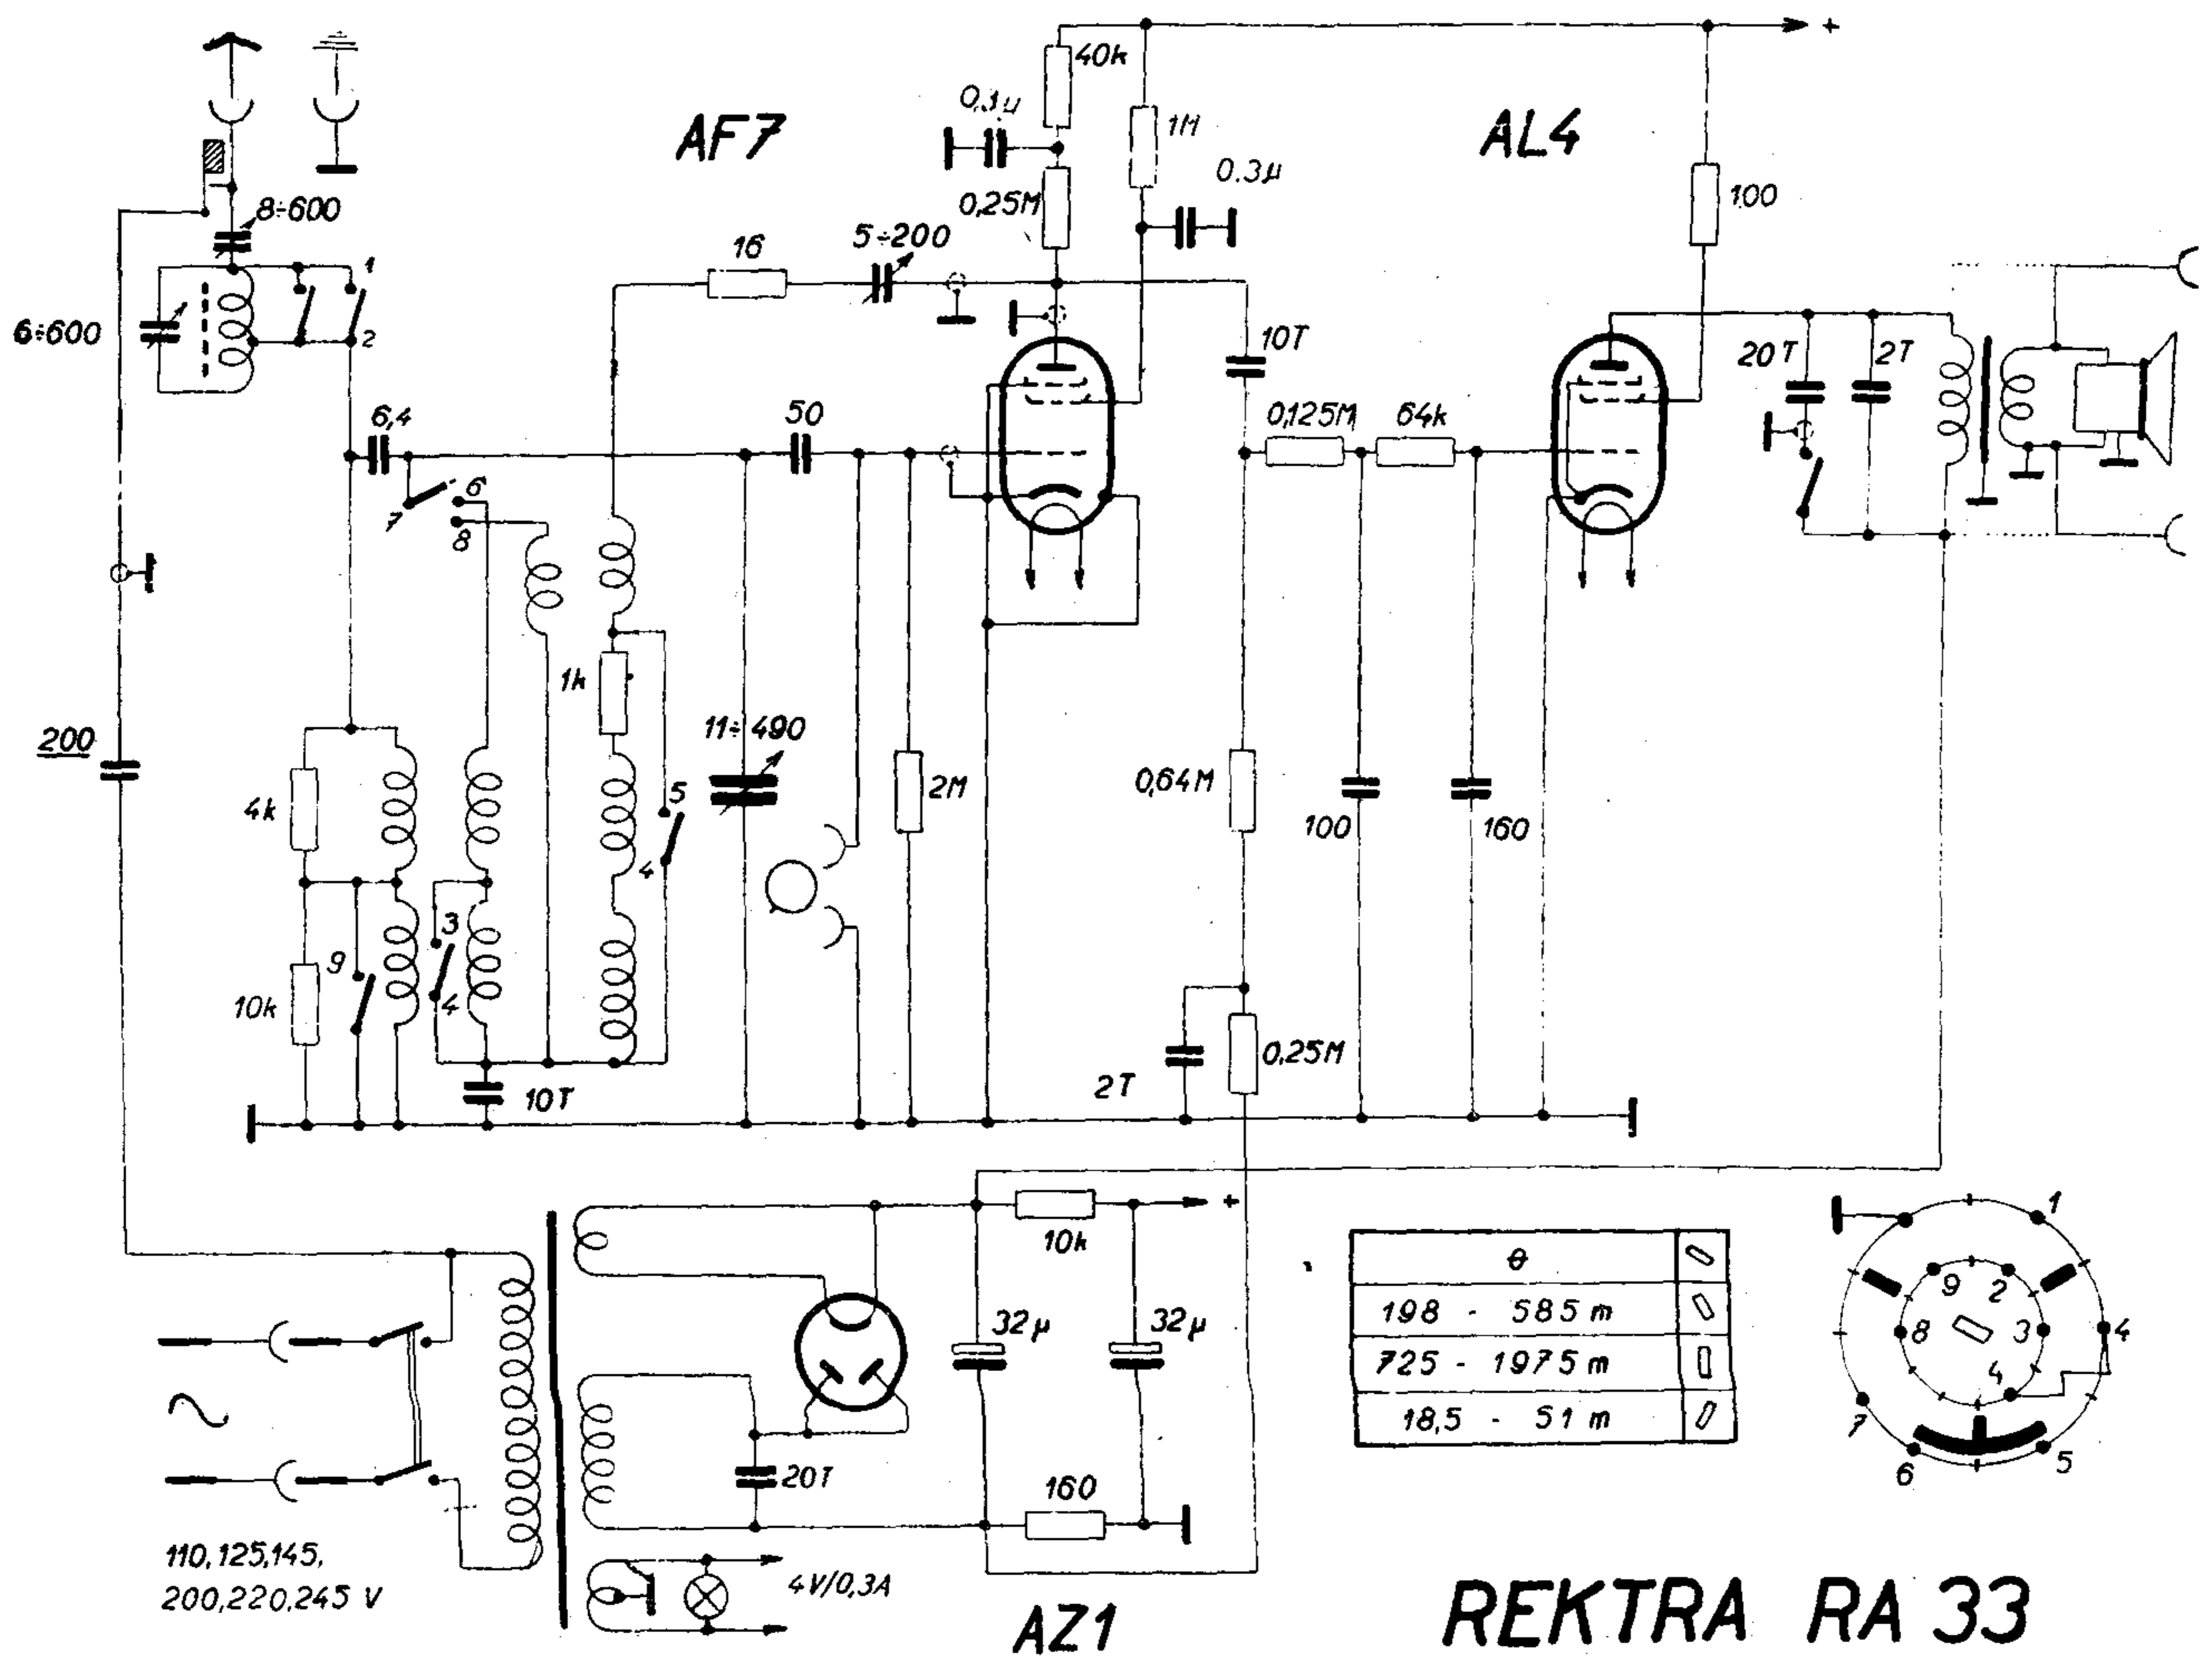 +
40k
0,1µ
AF7
1M
AL4
0.3µ
0,25M
100
8÷600
5÷200
16
1
6÷600
2
10T
20T
2T
6,4
50
0,125M
64k
6
7
8
1k
200
11÷490
4k
5
2M
0,64M
4
100
160
3
9
4
10k
0,25M
2T
10T
+
10k
1
9
2
θ
32µ
32µ
198 - 585 m
8
3
4
725 - 1975 m
4
18,5 - 51 m
7
20T
160
6
5
110,125,145,
200,220,245 V
4V/0,3A
AZ1
REKTRA RA 33